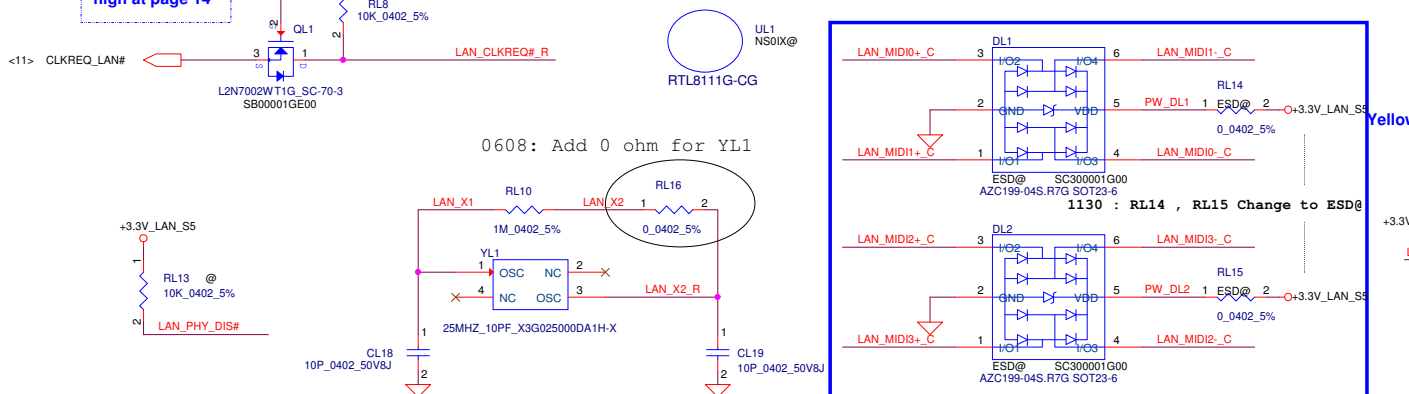 high at page 14
2
QL1
3
1
S
D
G
<11> CLKREQ_LAN#
L2N7002WT1G_SC-70-3
SB00001GE00
RL8
10K_0402_5%
2
LAN_CLKREQ#_R
UL1
NS0IX@
RTL8111G-CG
0608: Add 0 ohm for YL1
LAN_X1
RL10
1M_0402_5%
LAN_X2
RL16
1
2
0_0402_5%
YL1
1
OSC
NC
2
4
NC
OSC
3
LAN_X2_R
25MHZ_10PF_X3G025000DA1H-X
1
CL18
10P_0402_50V8J
2
1
CL19
10P_0402_50V8J
2
+3.3V_LAN_S5
1
RL13
@
10K_0402_5%
2
LAN_PHY_DIS#
DL1
LAN_MIDI0+_C
3
I/O2
I/O4
6
LAN_MIDI1-_C
2
GND
VDD
5
PW_DL1
RL14
1
ESD@
2
+3.3V_LAN_S5
0_0402_5%
LAN_MIDI1+_C
1
I/O1
I/O3
4
LAN_MIDI0-_C
ESD@
SC300001G00
AZC199-04S.R7G SOT23-6
1130 : RL14 , RL15 Change to ESD@
DL2
LAN_MIDI2+_C
3
I/O2
I/O4
6
LAN_MIDI3-_C
2
GND
VDD
5
PW_DL2
RL15
1
ESD@
2
+3.3V_LAN_S5
0_0402_5%
LAN_MIDI3+_C
1
I/O1
I/O3
4
LAN_MIDI2-_C
ESD@
SC300001G00
AZC199-04S.R7G SOT23-6
Yellow
+3.3V